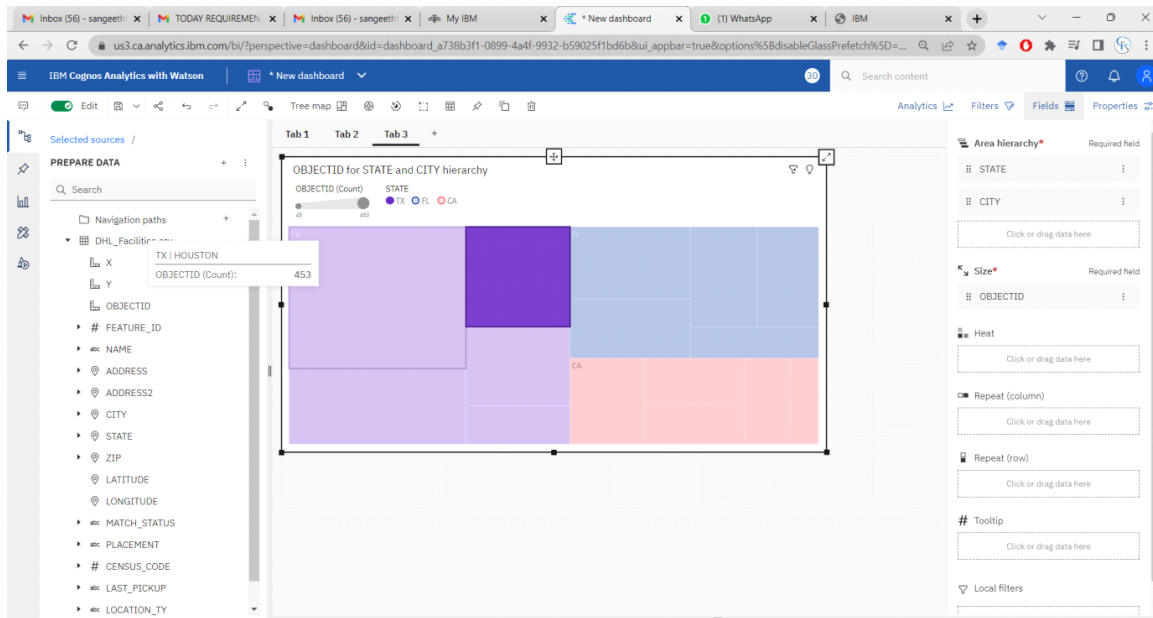 Inbox (56) - sangeeth
TODAY REQUIREMEN
Inbox (56) - sangeeth
My IBM
* New dashboard
(1) WhatsApp
IBM
us3.ca.analytics.ibm.com/bi/?perspective=dashboard&id=dashboard_a738b3f1-0899-4a4f-9932-b59025f1bd6b&ui_appbar=true&options%5BdisableGlassPrefetch%5D=...
IBM Cognos Analytics with Watson
* New dashboard
30
Search content
Edit
Tree map
Analytics
Filters
Fields
Properties
Selected sources /
Tab 1
Tab 2
Tab 3
+
PREPARE DATA
Search
Navigation paths
DHL_Facilities.csv
X
Y
OBJECTID
# FEATURE_ID
abc NAME
ADDRESS
ADDRESS2
CITY
STATE
ZIP
LATITUDE
LONGITUDE
abc MATCH_STATUS
abc PLACEMENT
# CENSUS_CODE
abc LAST_PICKUP
abc LOCATION_TY
OBJECTID for STATE and CITY hierarchy
OBJECTID (Count)
STATE
TX FL CA
453
TX
CA
TX | HOUSTON
OBJECTID (Count): 453
Area hierarchy* Required field
STATE
CITY
Click or drag data here
Size* Required field
OBJECTID
Heat
Click or drag data here
Repeat (column)
Click or drag data here
Repeat (row)
Click or drag data here
# Tooltip
Click or drag data here
Local filters